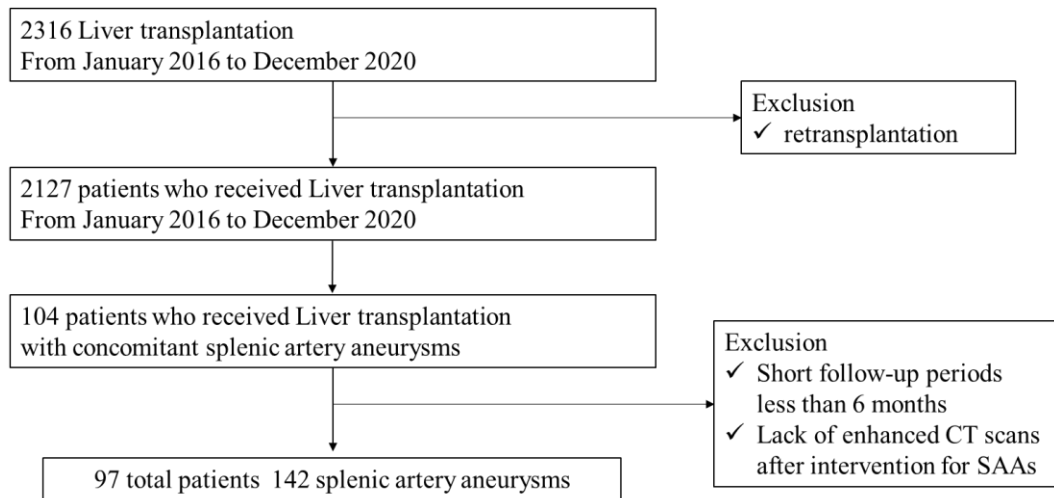 2316 Liver transplantation
From January 2016 to December 2020
Exclusion
✓ retransplantation
2127 patients who received Liver transplantation
From January 2016 to December 2020
104 patients who received Liver transplantation
with concomitant splenic artery aneurysms
Exclusion
✓ Short follow-up periods
less than 6 months
✓ Lack of enhanced CT scans
after intervention for SAAs
97 total patients 142 splenic artery aneurysms